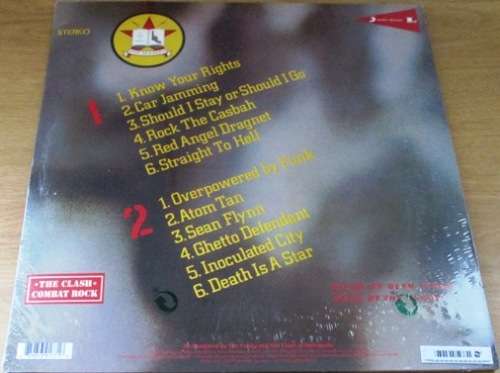 STEREO
1
1. Know Your Rights
2. Car Jamming
3. Should I Stay or Should I Go
4. Rock The Casbah
5. Red Angel Dragnet
6. Straight To Hell
2
1. Overpowered by Funk
2. Atom Tan
3. Sean Flynn
4. Ghetto Defendent
5. Inoculated City
6. Death Is A Star
• THE CLASH •
COMBAT ROCK